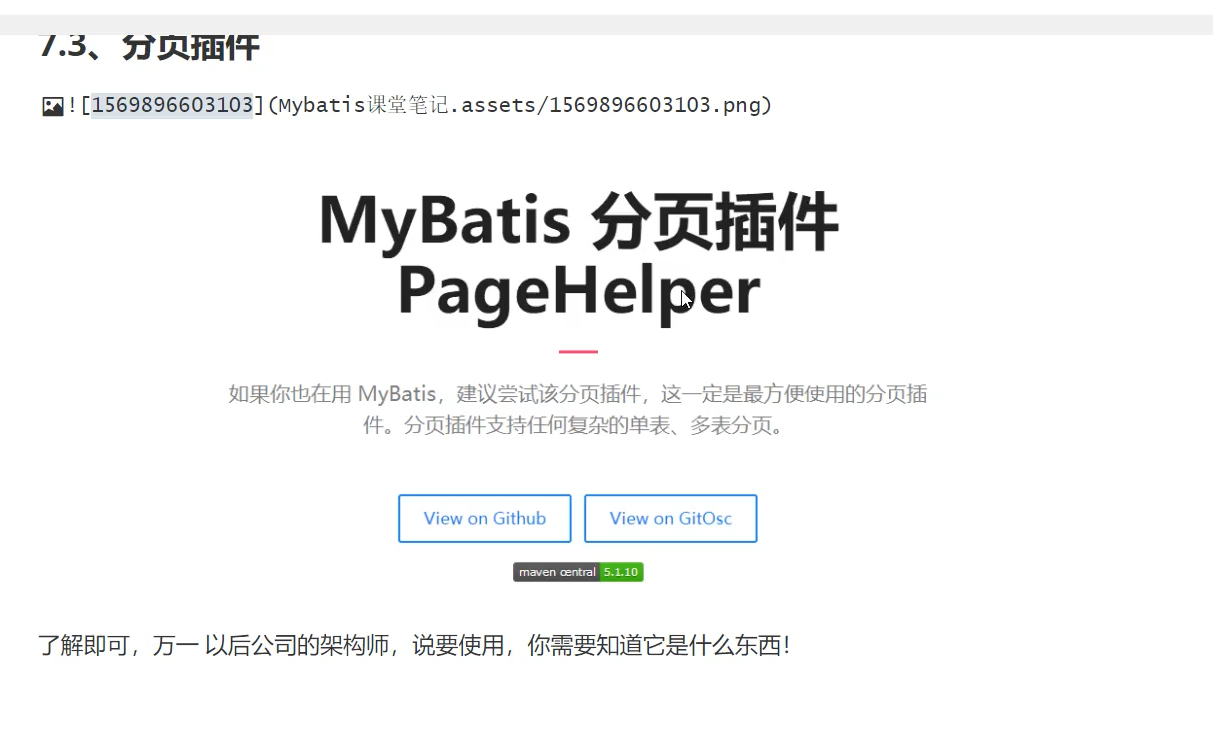 7.3、分页插件
![1569896603103](Mybatis课堂笔记.assets/1569896603103.png)
MyBatis 分页插件
PageHelper
如果你也在用 MyBatis，建议尝试该分页插件，这一定是最方便使用的分页插
件。分页插件支持任何复杂的单表、多表分页。
View on Github View on GitOsc
maven central 5.1.10
了解即可，万一 以后公司的架构师，说要使用，你需要知道它是什么东西！